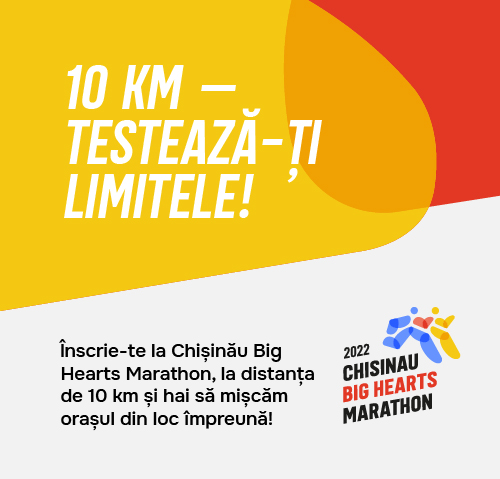 10 KM –
TESTEAZĂ-ȚI
LIMITELE!
Înscrie-te la Chișinău Big
Hearts Marathon, la distanța
de 10 km și hai să mișcăm
orașul din loc împreună!
2022
CHISINAU
BIG HEARTS
MARATHON